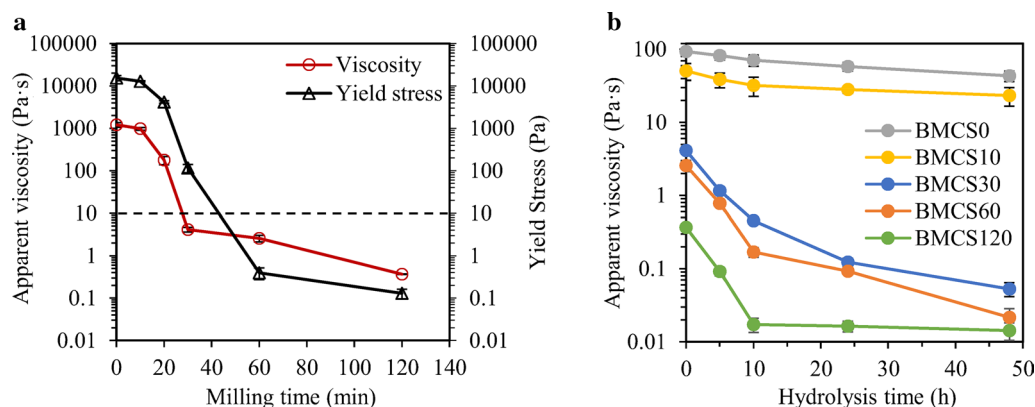 a
Apparent viscosity (Pa·s)
100000
10000
1000
100
10
1
0.1
0.01
Viscosity
Yield stress
100000
10000
1000
100
10
1
0.1
0.01
Yield Stress (Pa)
0 20 40 60 80 100 120 140
Milling time (min)
b
Apparent viscosity (Pa·s)
100
10
1
0.1
0.01
BMCS0
BMCS10
BMCS30
BMCS60
BMCS120
0 10 20 30 40 50
Hydrolysis time (h)